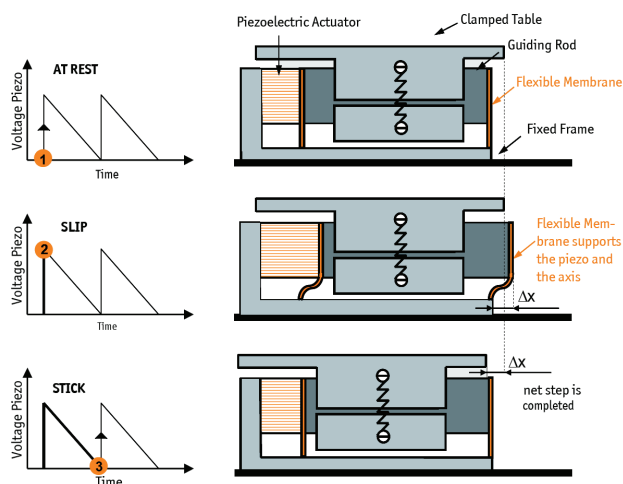 Piezoelectric Actuator
Clamped Table
Guiding Rod
Flexible Membrane
Fixed Frame
AT REST
Voltage Piezo
1
Time
SLIP
Voltage Piezo
2
Time
Flexible Mem-
brane supports
the piezo and
the axis
Δx
STICK
Voltage Piezo
3
Time
Δx
net step is
completed